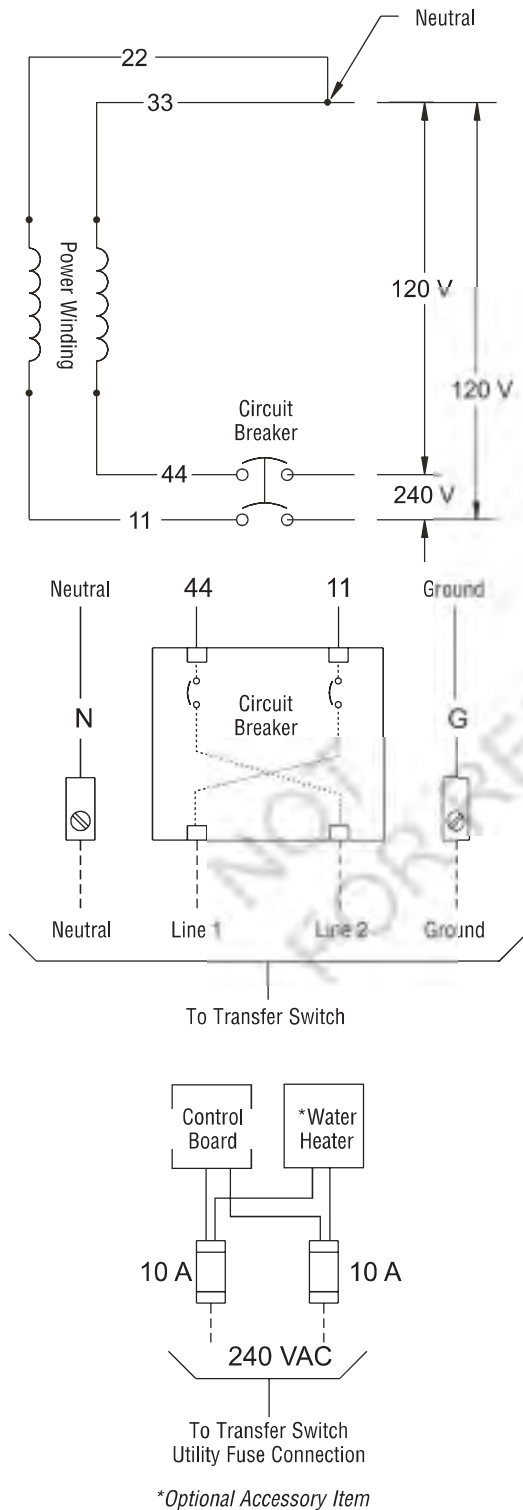 Neutral
22
33
Power Winding
120 V
120 V
Circuit
Breaker
44
240 V
11
Neutral
44
11
Ground
Circuit
Breaker
N
G
NOT
Neutral
Line 1
Line 2
Ground
To Transfer Switch
Control
Board
*Water
Heater
10 A
10 A
240 VAC
To Transfer Switch
Utility Fuse Connection
*Optional Accessory Item